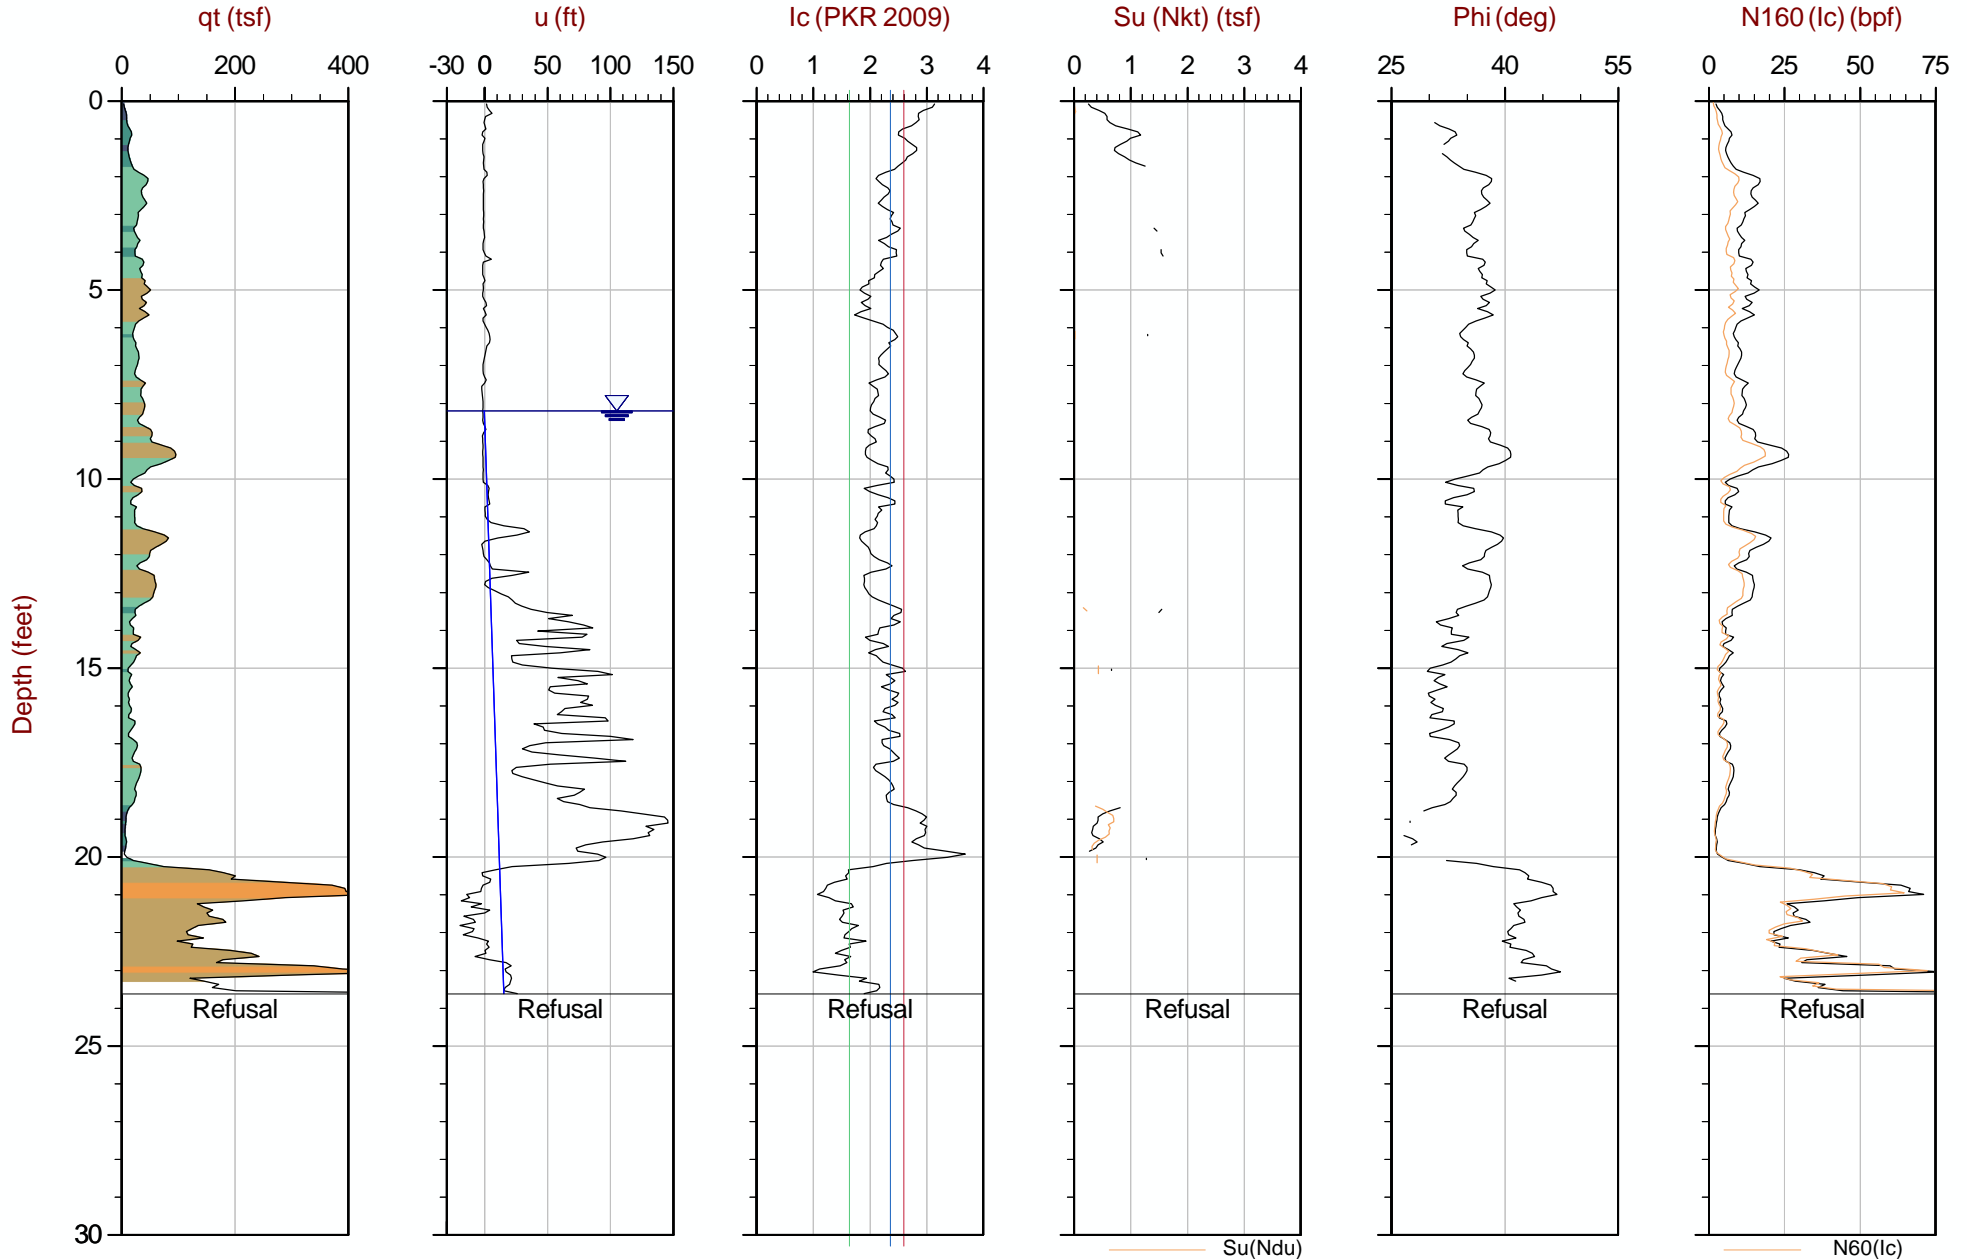 qt (tsf) u (ft) Ic (PKR 2009) Su (Nkt) (tsf) Phi (deg) N160 (Ic) (bpf)
0 200 400 -30 0 50 100 150 0 1 2 3 4 0 1 2 3 4 25 40 55 0 25 50 75
0
5
10
15
20
25
30
Depth (feet)
Refusal Refusal Refusal Refusal Refusal Refusal
Su(Ndu) N60(Ic)